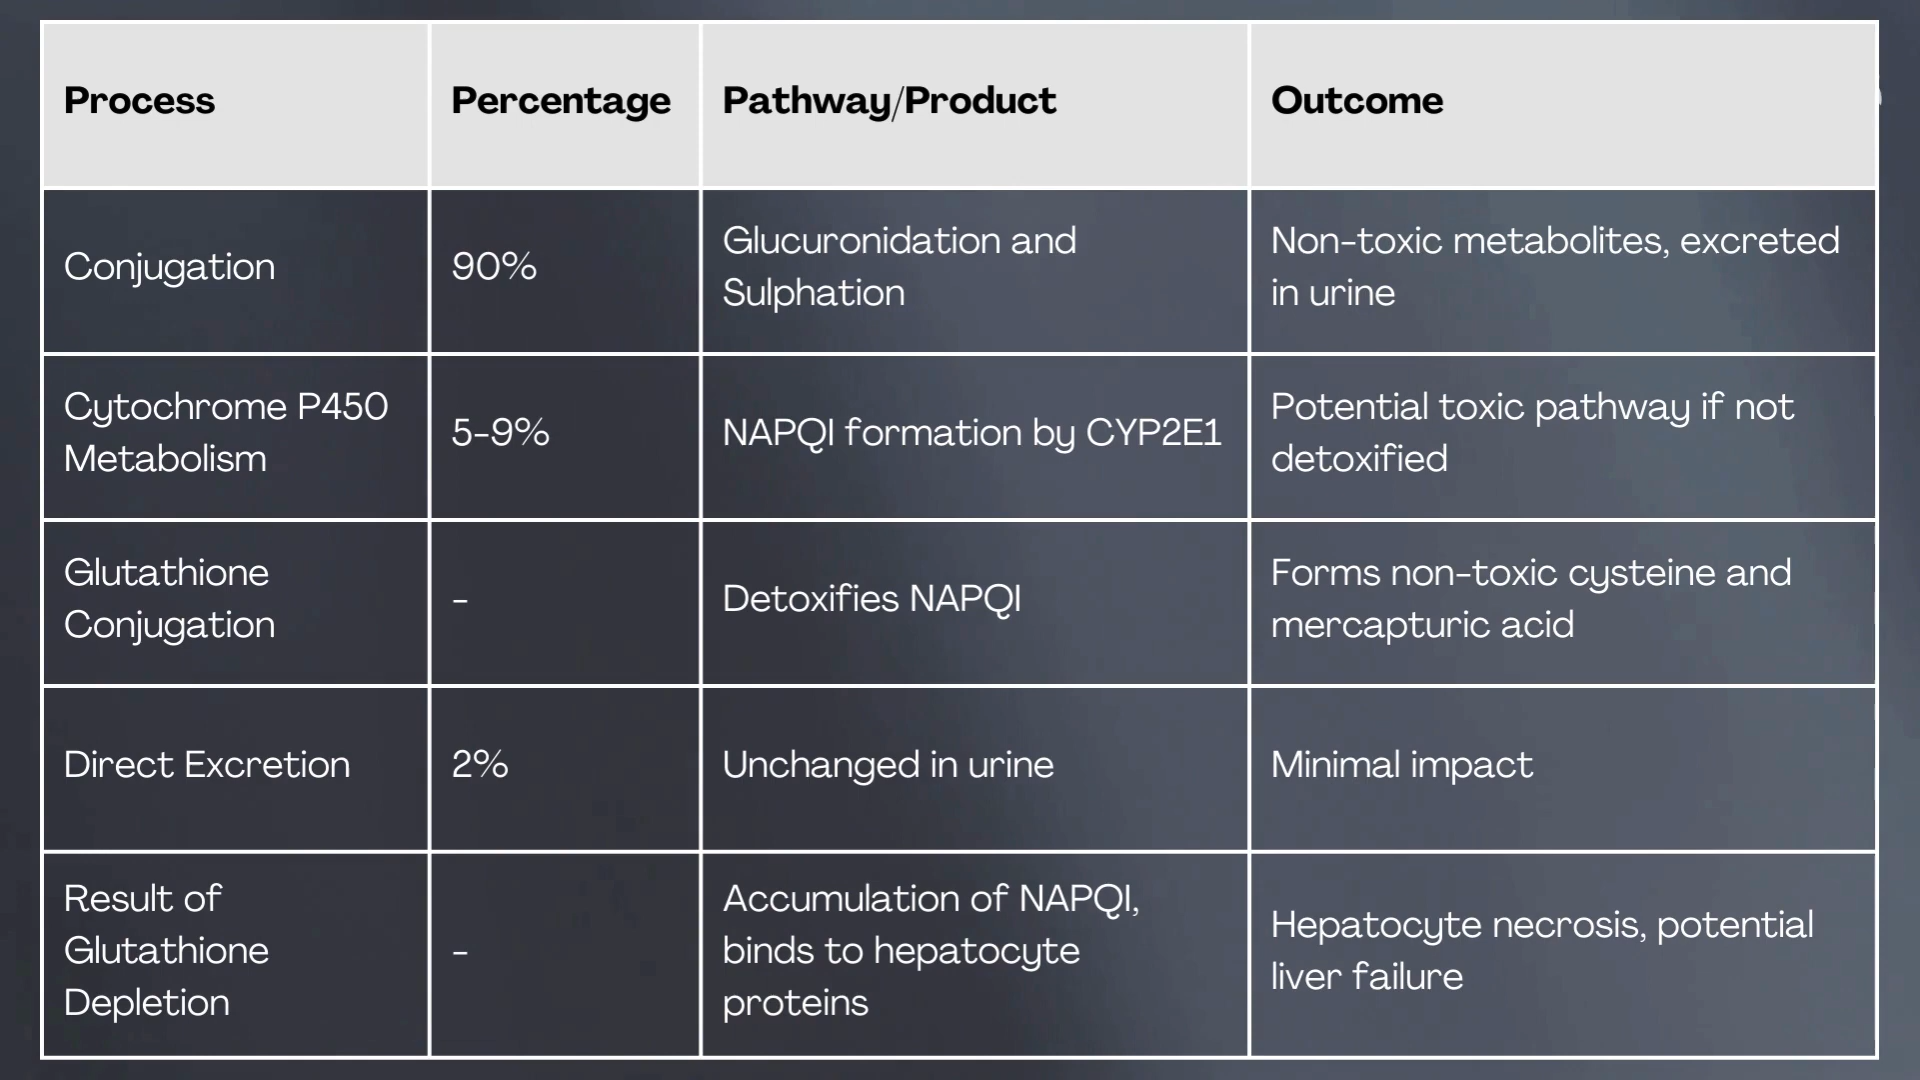 Process
Percentage
Pathway/Product
Outcome
Conjugation
90%
Glucuronidation and
Sulphation
Non-toxic metabolites, excreted
in urine
Cytochrome P450
Metabolism
5-9%
NAPQI formation by CYP2E1
Potential toxic pathway if not
detoxified
Glutathione
Conjugation
-
Detoxifies NAPQI
Forms non-toxic cysteine and
mercapturic acid
Direct Excretion
2%
Unchanged in urine
Minimal impact
Result of
Glutathione
Depletion
-
Accumulation of NAPQI,
binds to hepatocyte
proteins
Hepatocyte necrosis, potential
liver failure